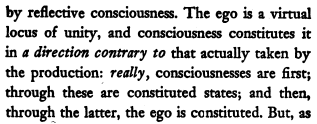 by reflective consciousness. The ego is a virtual
locus of unity, and consciousness constitutes it
in a direction contrary to that actually taken by
the production: really, consciousnesses are first;
through these are constituted states; and then,
through the latter, the ego is constituted. But, as